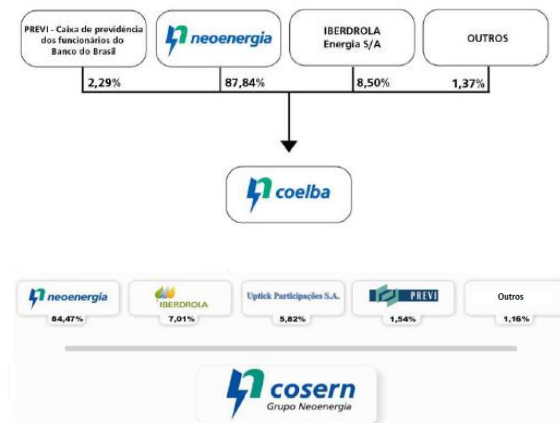 PREVI - Caixa de previdência
dos funcionários do
Banco do Brasil
neoenergia
IBERDROLA
Energia S/A
OUTROS
2,29%
87,84%
8,50%
1,37%
coelba
neoenergia
IBERDROLA
Uptick Participações S.A.
PREVI
Outros
84,47%
7,01%
5,82%
1,54%
1,16%
cosern
Grupo Neoenergia